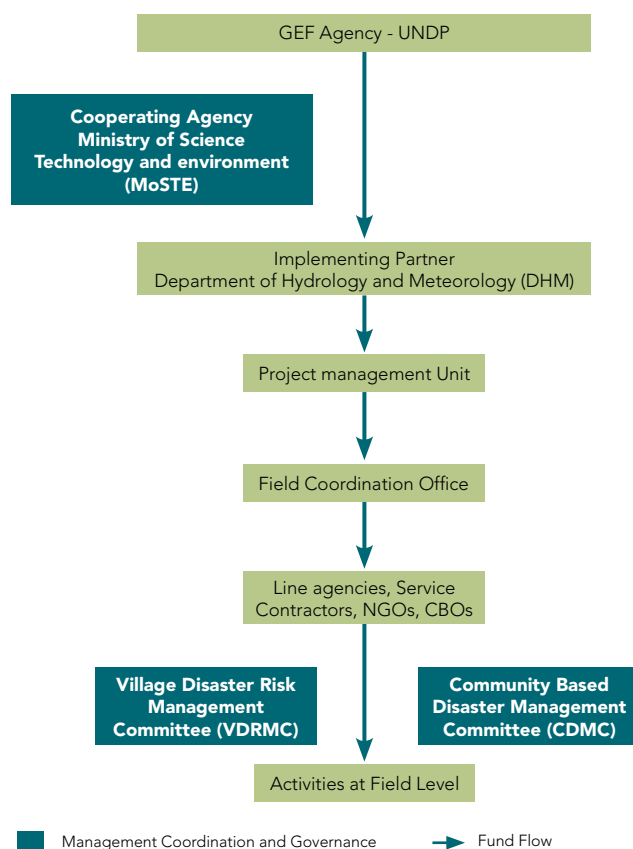 GEF Agency - UNDP
Cooperating Agency
Ministry of Science
Technology and environment
(MoSTE)
Implementing Partner
Department of Hydrology and Meteorology (DHM)
Project management Unit
Field Coordination Office
Line agencies, Service
Contractors, NGOs, CBOs
Village Disaster Risk
Management
Committee (VDRMC)
Community Based
Disaster Management
Committee (CDMC)
Activities at Field Level
Management Coordination and Governance
Fund Flow